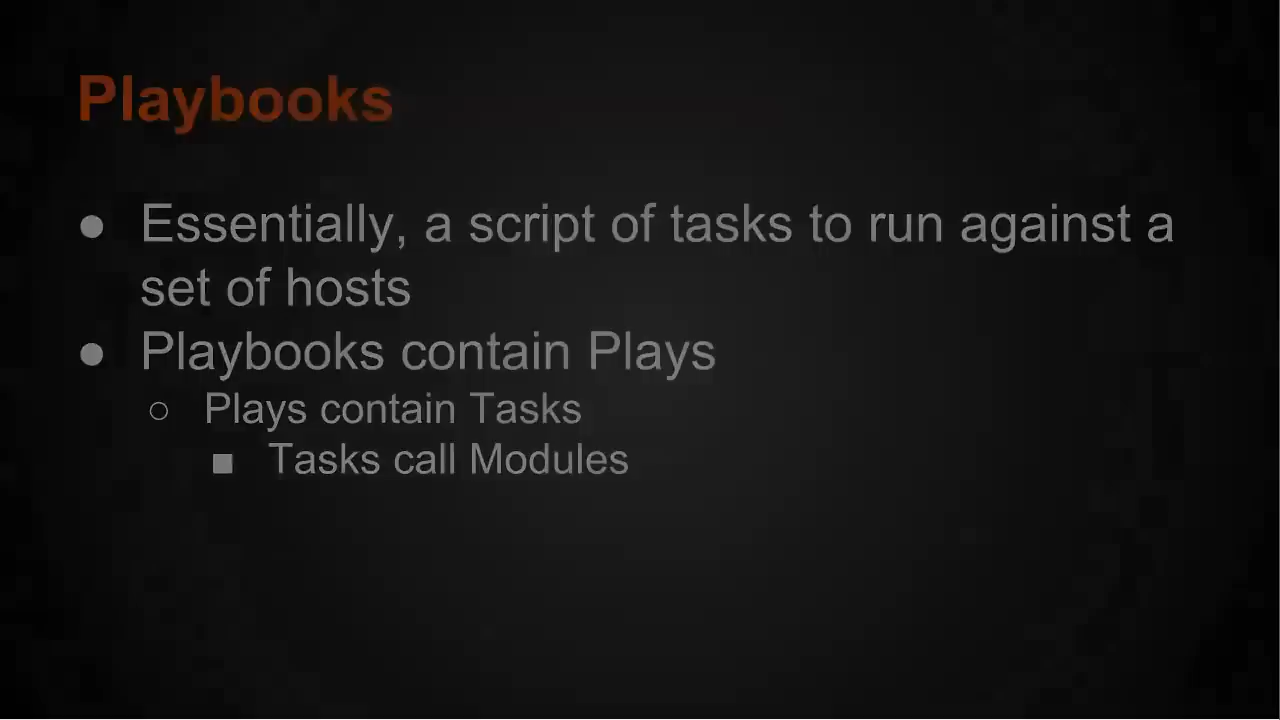 Playbooks
● Essentially, a script of tasks to run against a
set of hosts
● Playbooks contain Plays
○ Plays contain Tasks
■ Tasks call Modules